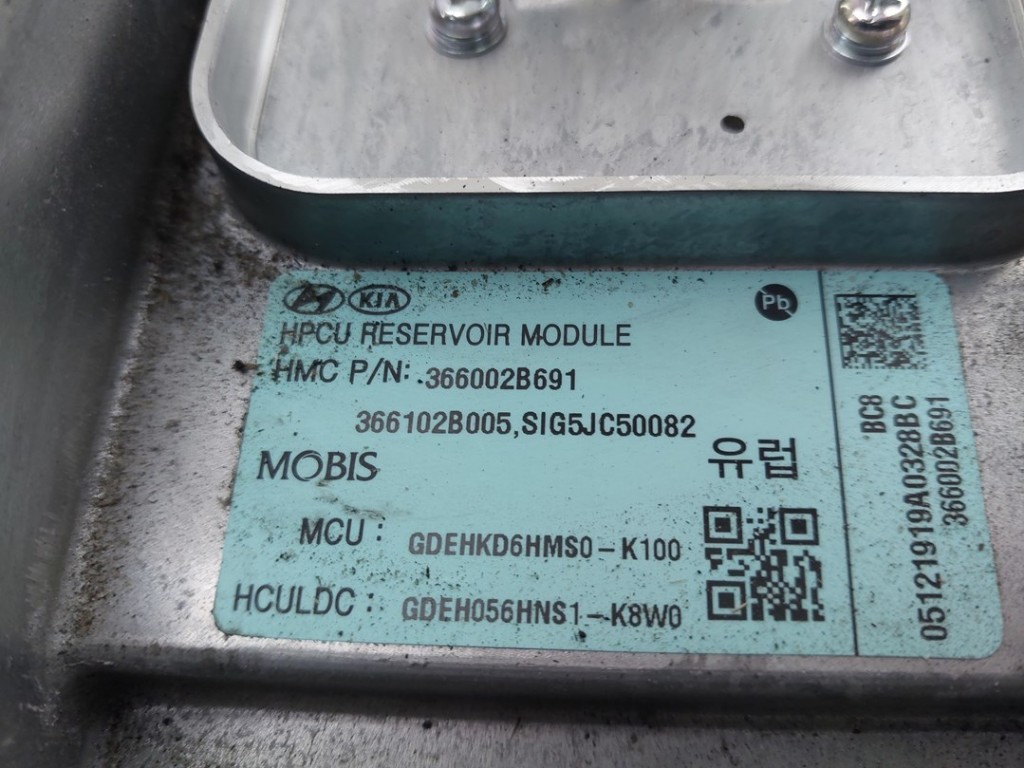 KIA
Pb
HPCU RESERVOIR MODULE
HMC P/N: 366002B691
366102B005,SIG5JC50082
MOBIS
유럽
MCU : GDEHKD6HMS0-K100
HCULDC : GDEH056HNS1-K8W0
BC8
05121919A0328BC
366002B691